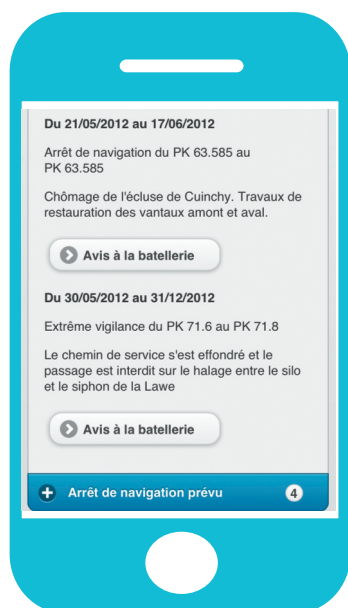 Du 21/05/2012 au 17/06/2012
Arrêt de navigation du PK 63.585 au
PK 63.585
Chômage de l'écluse de Cuinchy. Travaux de
restauration des vantaux amont et aval.
Avis à la batellerie
Du 30/05/2012 au 31/12/2012
Extrême vigilance du PK 71.6 au PK 71.8
Le chemin de service s'est effondré et le
passage est interdit sur le halage entre le silo
et le siphon de la Lawe
Avis à la batellerie
Arrêt de navigation prévu 4